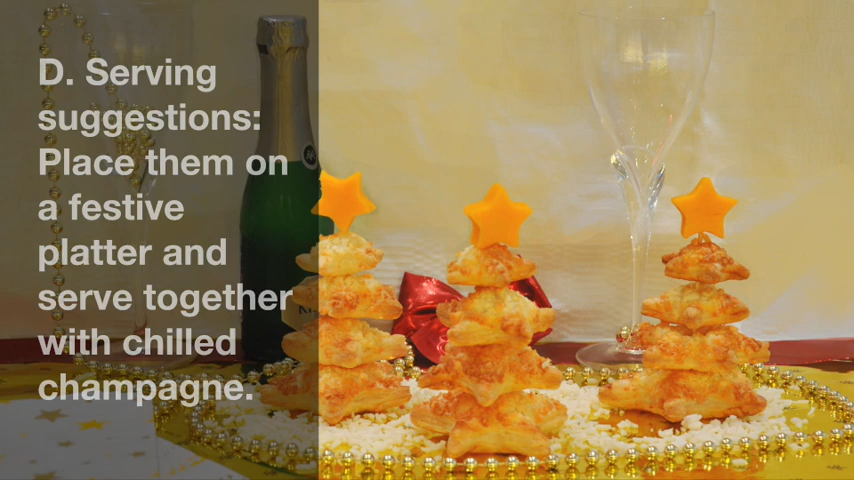 D. Serving
suggestions:
Place them on
a festive
platter and
serve together
with chilled
champagne.